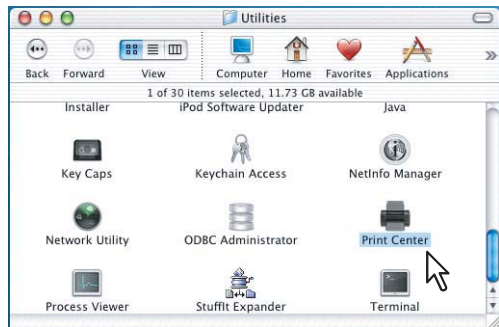 Utilities
Back Forward View Computer Home Favorites Applications
1 of 30 items selected, 11.73 GB available
Installer iPod Software Updater Java
Key Caps Keychain Access NetInfo Manager
Network Utility ODBC Administrator Print Center
Process Viewer StuffIt Expander Terminal